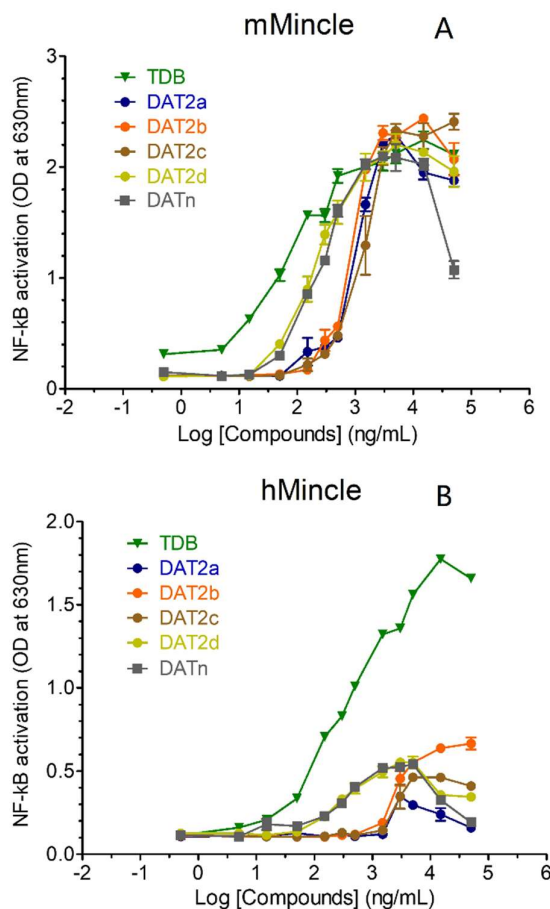 mMincle
A
NF-kB activation (OD at 630nm)
3
2
1
0
TDB
DAT2a
DAT2b
DAT2c
DAT2d
DATn
-2 -1 0 1 2 3 4 5 6
Log [Compounds] (ng/mL)
hMincle
B
NF-kB activation (OD at 630nm)
2.0
1.5
1.0
0.5
0.0
TDB
DAT2a
DAT2b
DAT2c
DAT2d
DATn
-2 -1 0 1 2 3 4 5 6
Log [Compounds] (ng/mL)